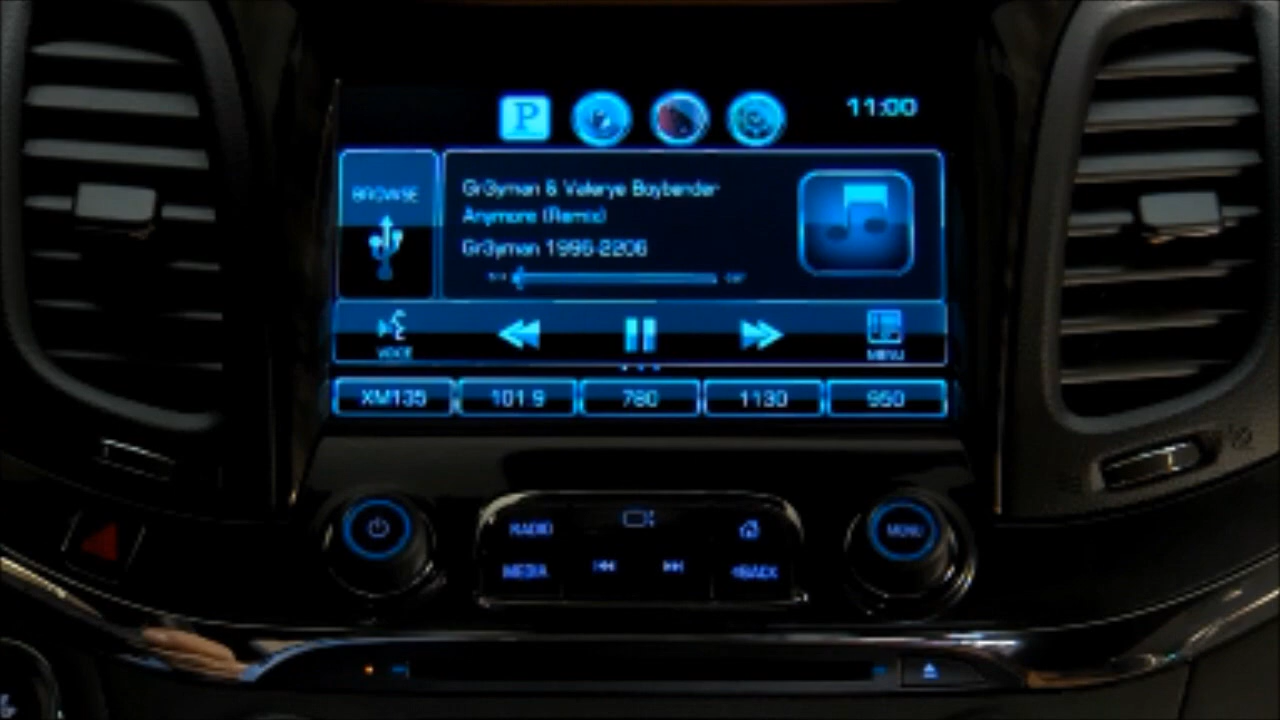 P
11:00
BROWSE
Gr3yman & Valerye Boybender
Anymore (Remix)
Gr3yman 1996-2206
VOICE
MENU
XM135
101.9
780
1130
950
RADIO
MENU
MEDIA
BACK